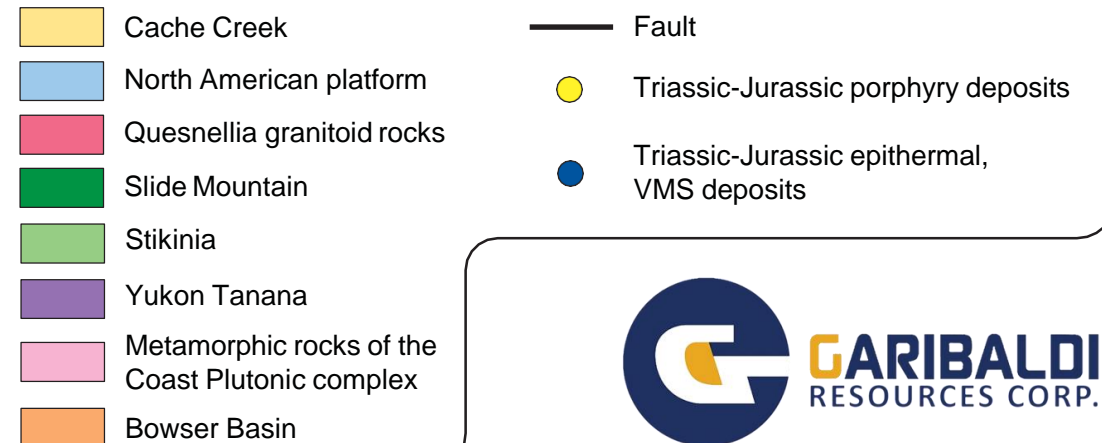 Cache Creek
North American platform
Quesnellia granitoid rocks
Slide Mountain
Stikinia
Yukon Tanana
Metamorphic rocks of the
Coast Plutonic complex
Bowser Basin
Fault
Triassic-Jurassic porphyry deposits
Triassic-Jurassic epithermal,
VMS deposits
GARIBALDI
RESOURCES CORP.